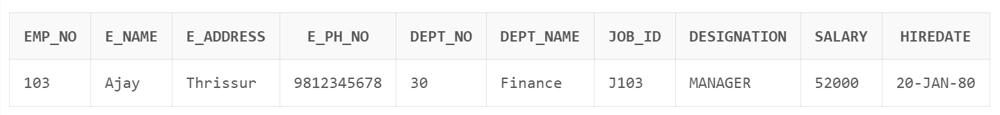 EMP_NO E_NAME E_ADDRESS E_PH_NO DEPT_NO DEPT_NAME JOB_ID DESIGNATION SALARY HIREDATE
103 Ajay Thrissur 9812345678 30 Finance J103 MANAGER 52000 20-JAN-80